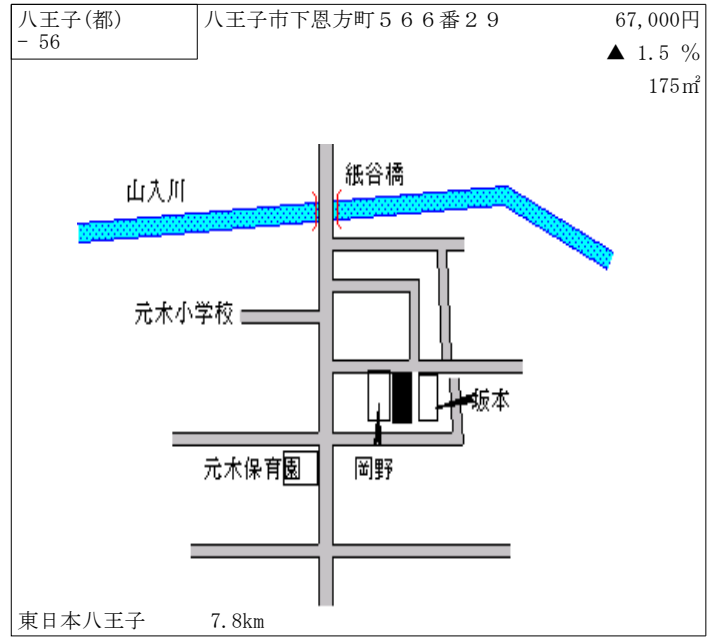 八王子(都)
- 56
八王子市下恩方町５６６番２９
67,000円
▲ 1.5 %
175㎡
山入川
紙谷橋
元木小学校
坂本
元木保育園
岡野
東日本八王子 7.8km